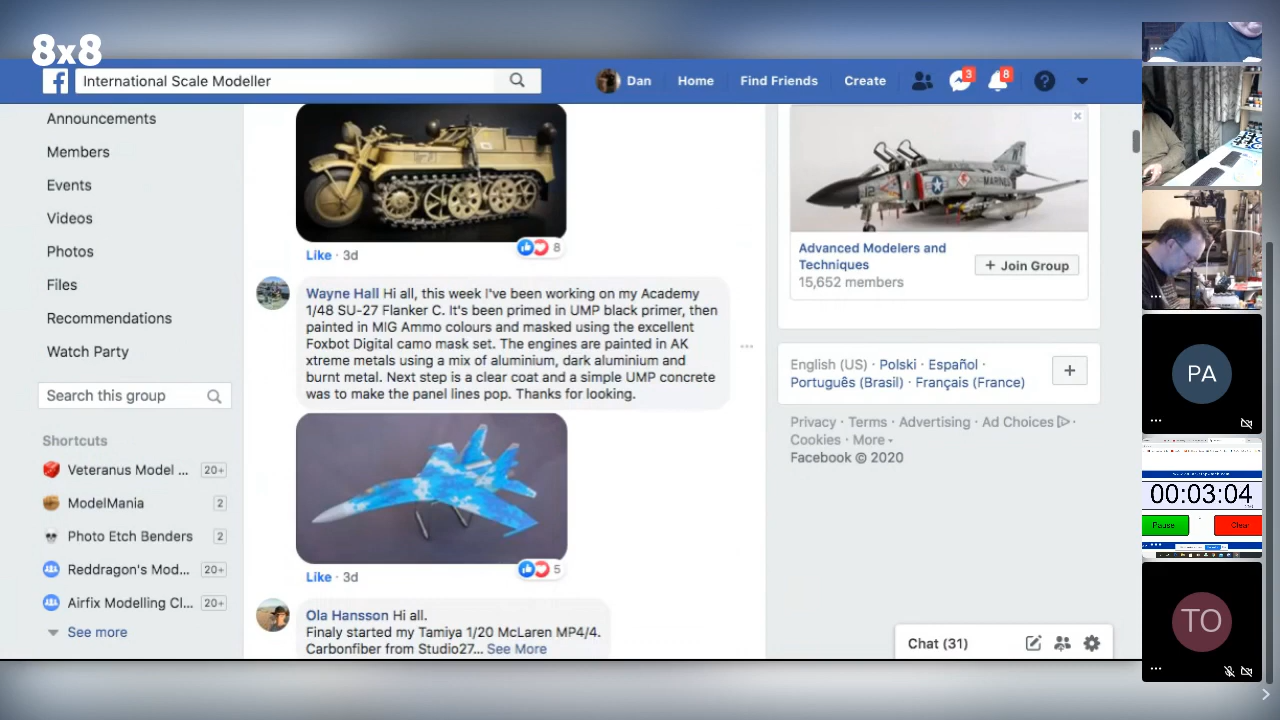 8x8
International Scale Modeller
Dan
Home
Find Friends
Create
3
8
Announcements
Members
Events
Videos
Photos
Files
Recommendations
Watch Party
Search this group
Shortcuts
Veteranus Model ... 20+
ModelMania 2
Photo Etch Benders 2
Reddragon's Mod... 20+
Airfix Modelling Cl... 20+
See more
Like · 3d
8
Wayne Hall Hi all, this week I've been working on my Academy
1/48 SU-27 Flanker C. It's been primed in UMP black primer, then
painted in MIG Ammo colours and masked using the excellent
Foxbot Digital camo mask set. The engines are painted in AK
xtreme metals using a mix of aluminium, dark aluminium and
burnt metal. Next step is a clear coat and a simple UMP concrete
was to make the panel lines pop. Thanks for looking.
Like · 3d
5
Ola Hansson Hi all.
Finaly started my Tamiya 1/20 McLaren MP4/4.
Carbonfiber from Studio27... See More
12
MARINES
Advanced Modelers and
Techniques
15,652 members
+ Join Group
English (US) · Polski · Español ·
Português (Brasil) · Français (France)
Privacy · Terms · Advertising · Ad Choices ·
Cookies · More
Facebook © 2020
Chat (31)
PA
00:03:04
Pause
Clear
TO